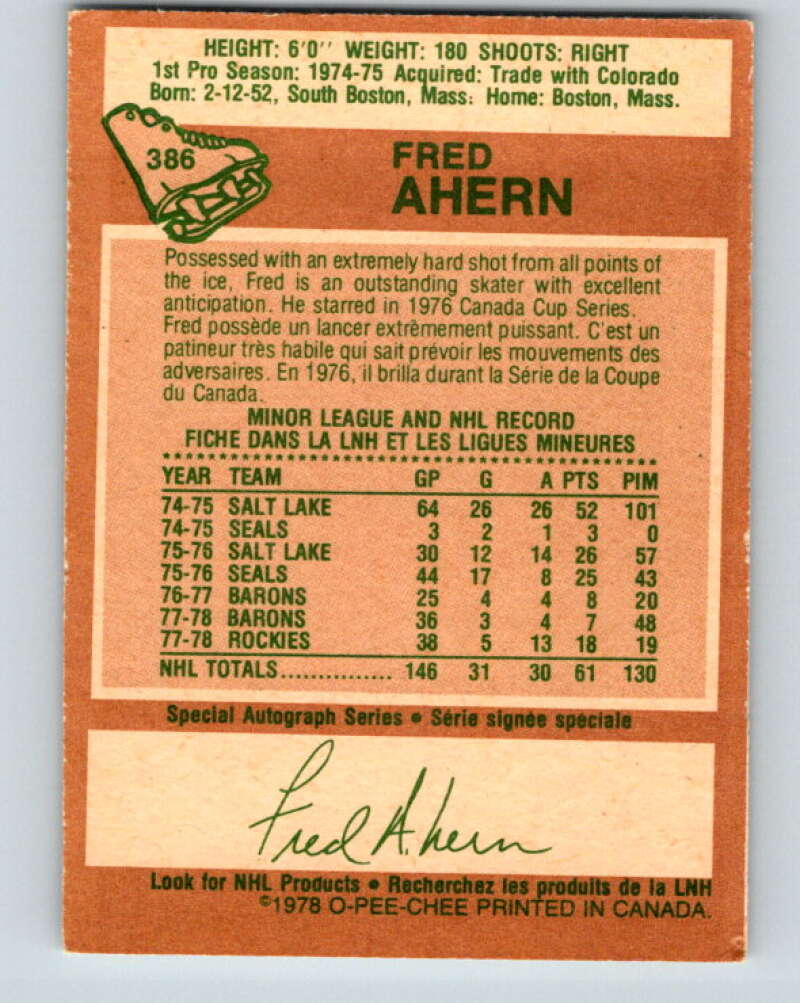 HEIGHT: 6'0'' WEIGHT: 180 SHOOTS: RIGHT
1st Pro Season: 1974-75 Acquired: Trade with Colorado
Born: 2-12-52, South Boston, Mass: Home: Boston, Mass.
386
FRED
AHERN
Possessed with an extremely hard shot from all points of
the ice, Fred is an outstanding skater with excellent
anticipation. He starred in 1976 Canada Cup Series.
Fred possède un lancer extrèmement puissant. C'est un
patineur très habile qui sait prévoir les mouvements des
adversaires. En 1976, il brilla durant la Série de la Coupe
du Canada.
MINOR LEAGUE AND NHL RECORD
FICHE DANS LA LNH ET LES LIGUES MINEURES
YEAR TEAM GP G A PTS PIM
74-75 SALT LAKE 64 26 26 52 101
74-75 SEALS 3 2 1 3 0
75-76 SALT LAKE 30 12 14 26 57
75-76 SEALS 44 17 8 25 43
76-77 BARONS 25 4 4 8 20
77-78 BARONS 36 3 4 7 48
77-78 ROCKIES 38 5 13 18 19
NHL TOTALS............... 146 31 30 61 130
Special Autograph Series • Série signée spéciale
Fred Ahern
Look for NHL Products • Recherchez les produits de la LNH
©1978 O-PEE-CHEE PRINTED IN CANADA.